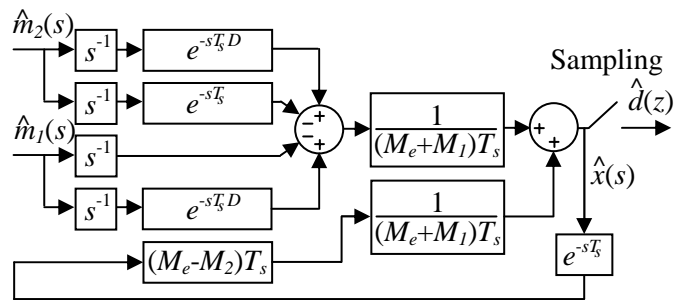 m̂₂(s)
s⁻¹
e^{-sTₛD}
s⁻¹
e^{-sTₛ}
m̂₁(s)
s⁻¹
s⁻¹
e^{-sTₛD}
(Mₑ-M₂)Tₛ
+
−
−
+
1
(Mₑ+M₁)Tₛ
1
(Mₑ+M₁)Tₛ
+
+
Sampling
d̂(z)
x̂(s)
e^{-sTₛ}